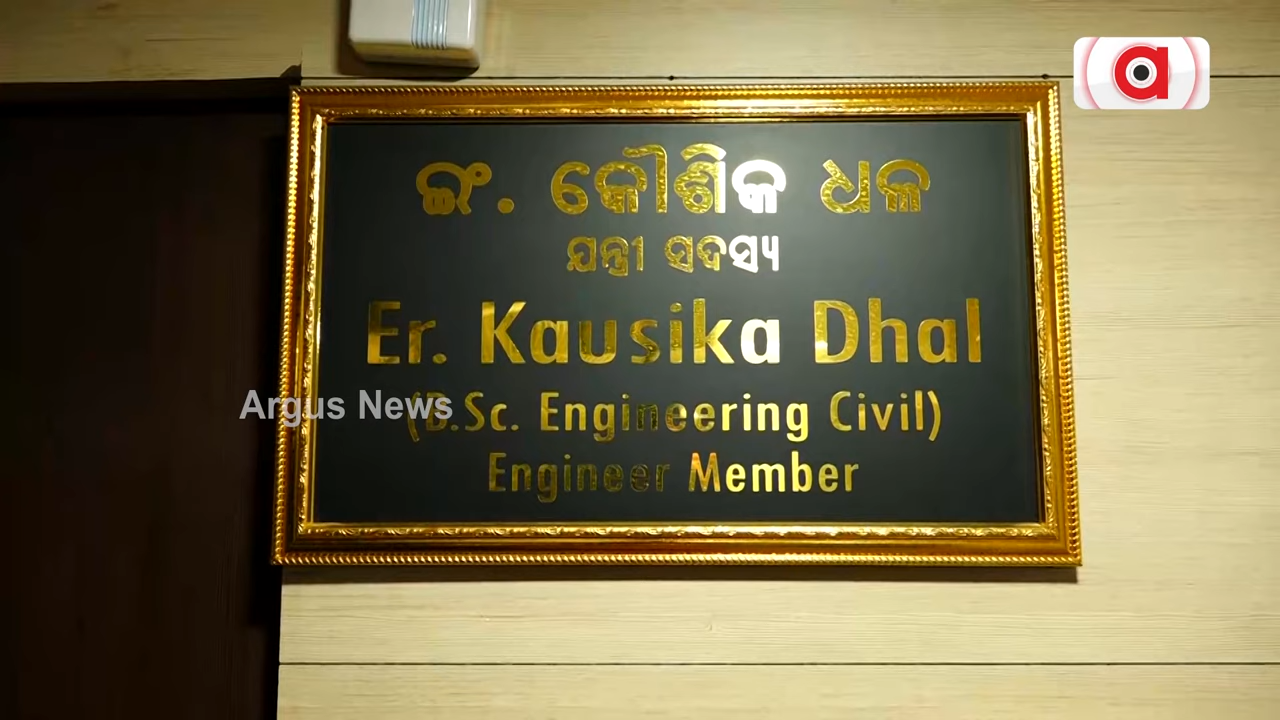 ଇଂ. କୌଶିକ ଧଳ
ଯନ୍ତ୍ରୀ ସଦସ୍ୟ
Er. Kausika Dhal
(B.Sc. Engineering Civil)
Argus News
Engineer Member